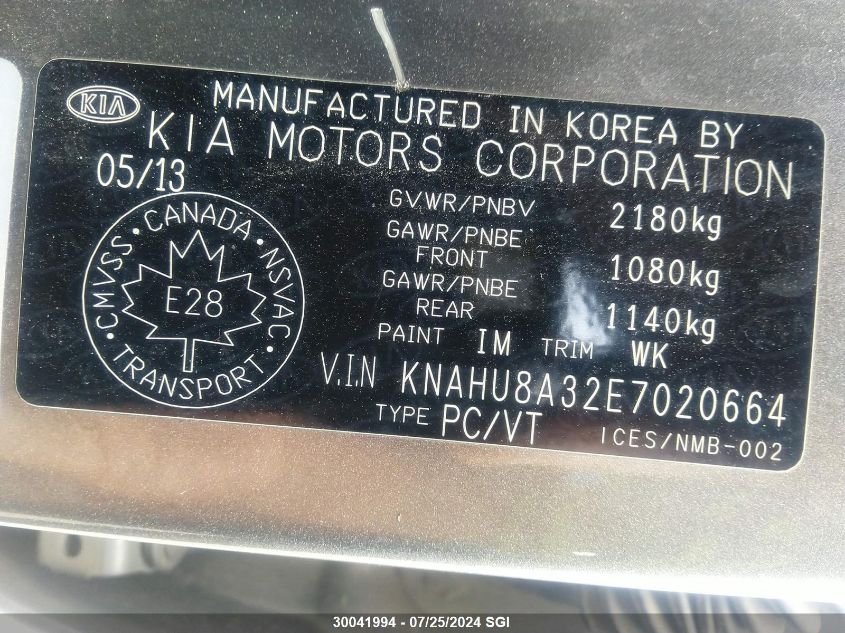 KIA
MANUFACTURED IN KOREA BY
KIA MOTORS CORPORATION
05/13
GVWR/PNBV 2180kg
GAWR/PNBE FRONT 1080kg
GAWR/PNBE REAR 1140kg
PAINT IM TRIM WK
V.I.N KNAHU8A32E7020664
TYPE PC/VT ICES/NMB-002
CMVSS · CANADA · NSVAC
E28
· TRANSPORT ·
30041994 - 07/25/2024 SGI